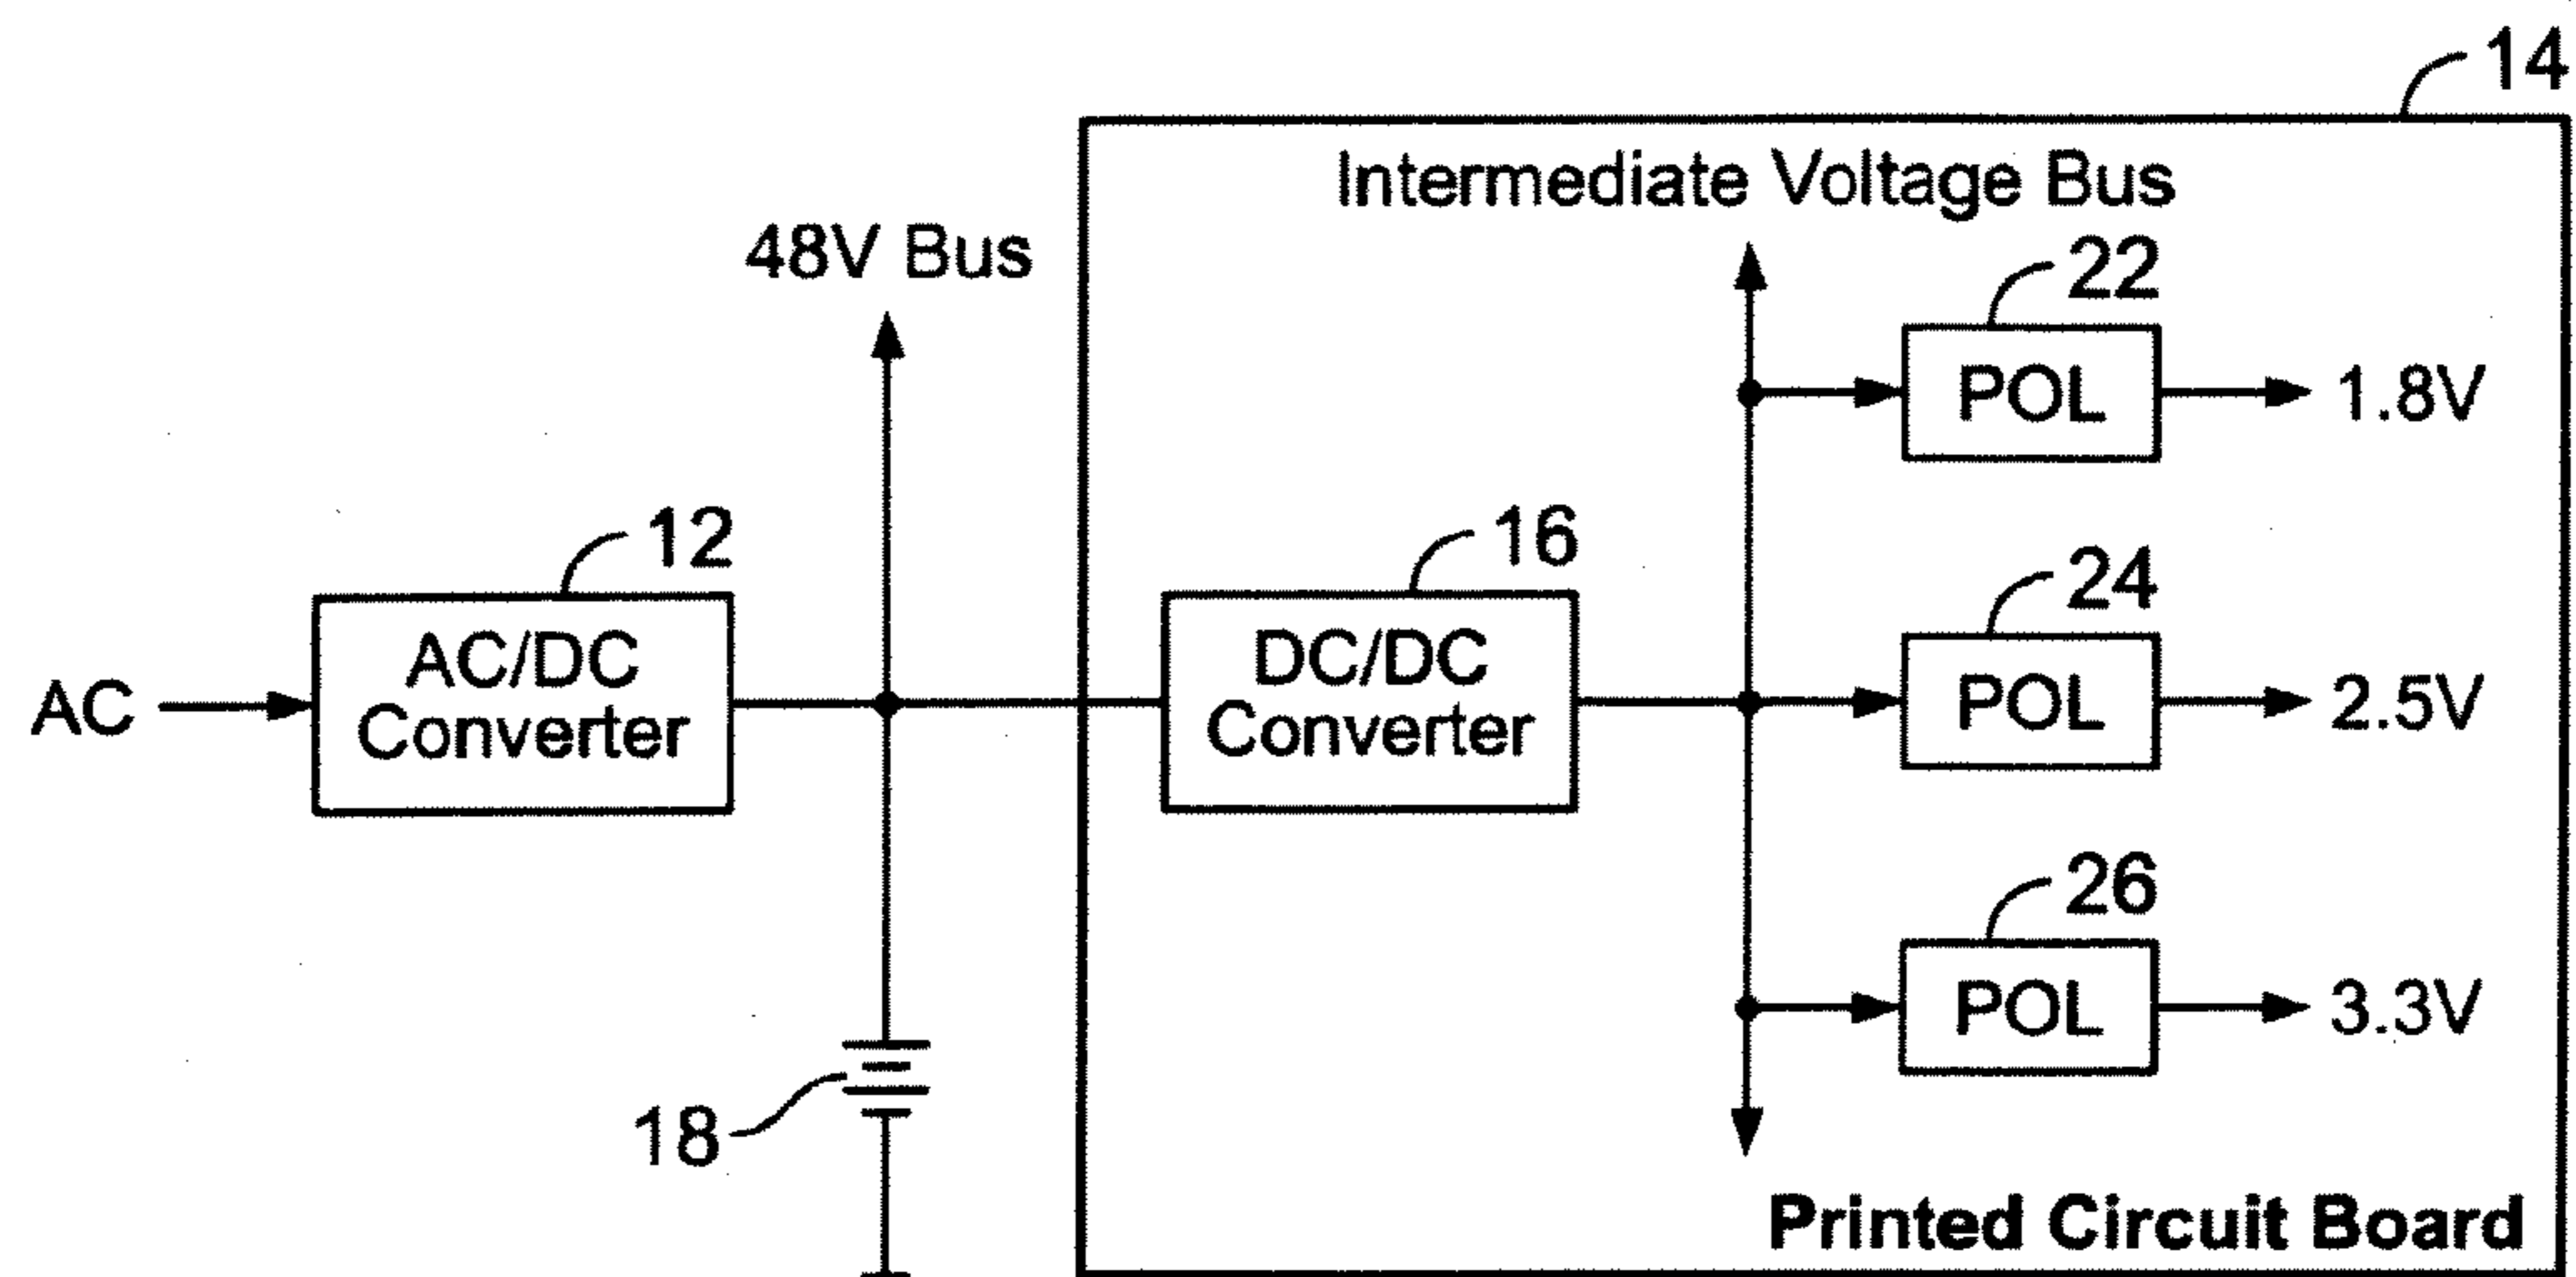 14
Intermediate Voltage Bus
48V Bus
22
POL
1.8V
12
16
24
AC
AC/DC
Converter
DC/DC
Converter
POL
2.5V
26
POL
3.3V
18
Printed Circuit Board